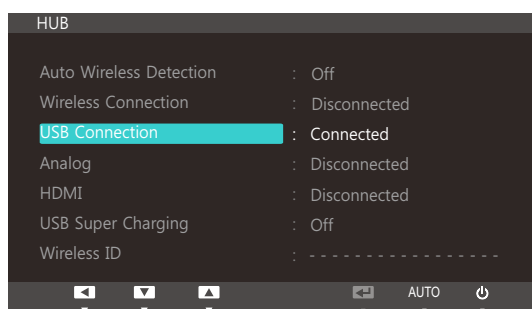 HUB
Auto Wireless Detection : Off
Wireless Connection : Disconnected
USB Connection : Connected
Analog : Disconnected
HDMI : Disconnected
USB Super Charging : Off
Wireless ID : - - - - - - - - - - - - - - - - -
AUTO